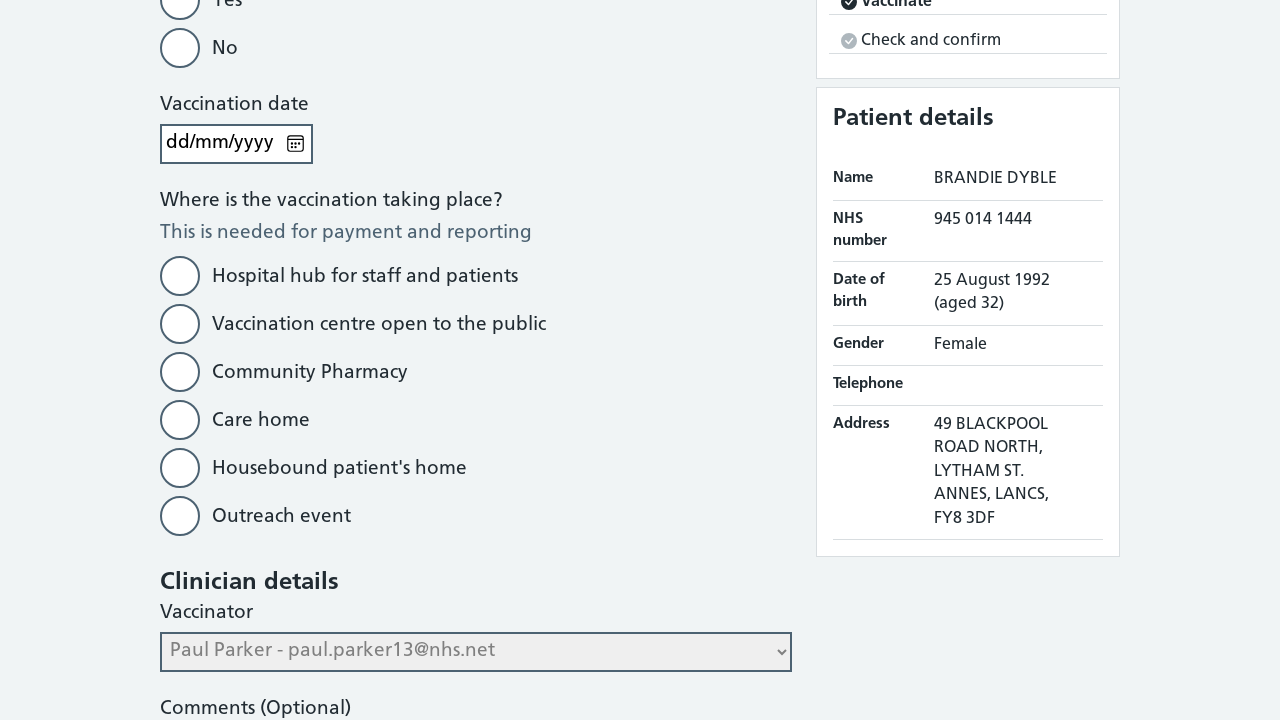 Yes
No
Vaccination date
dd/mm/yyyy
Where is the vaccination taking place?
This is needed for payment and reporting
Hospital hub for staff and patients
Vaccination centre open to the public
Community Pharmacy
Care home
Housebound patient's home
Outreach event
Clinician details
Vaccinator
Paul Parker - paul.parker13@nhs.net
Comments (Optional)
Vaccinate
Check and confirm
Patient details
Name BRANDIE DYBLE
NHS number 945 014 1444
Date of birth 25 August 1992
(aged 32)
Gender Female
Telephone
Address 49 BLACKPOOL
ROAD NORTH,
LYTHAM ST.
ANNES, LANCS,
FY8 3DF